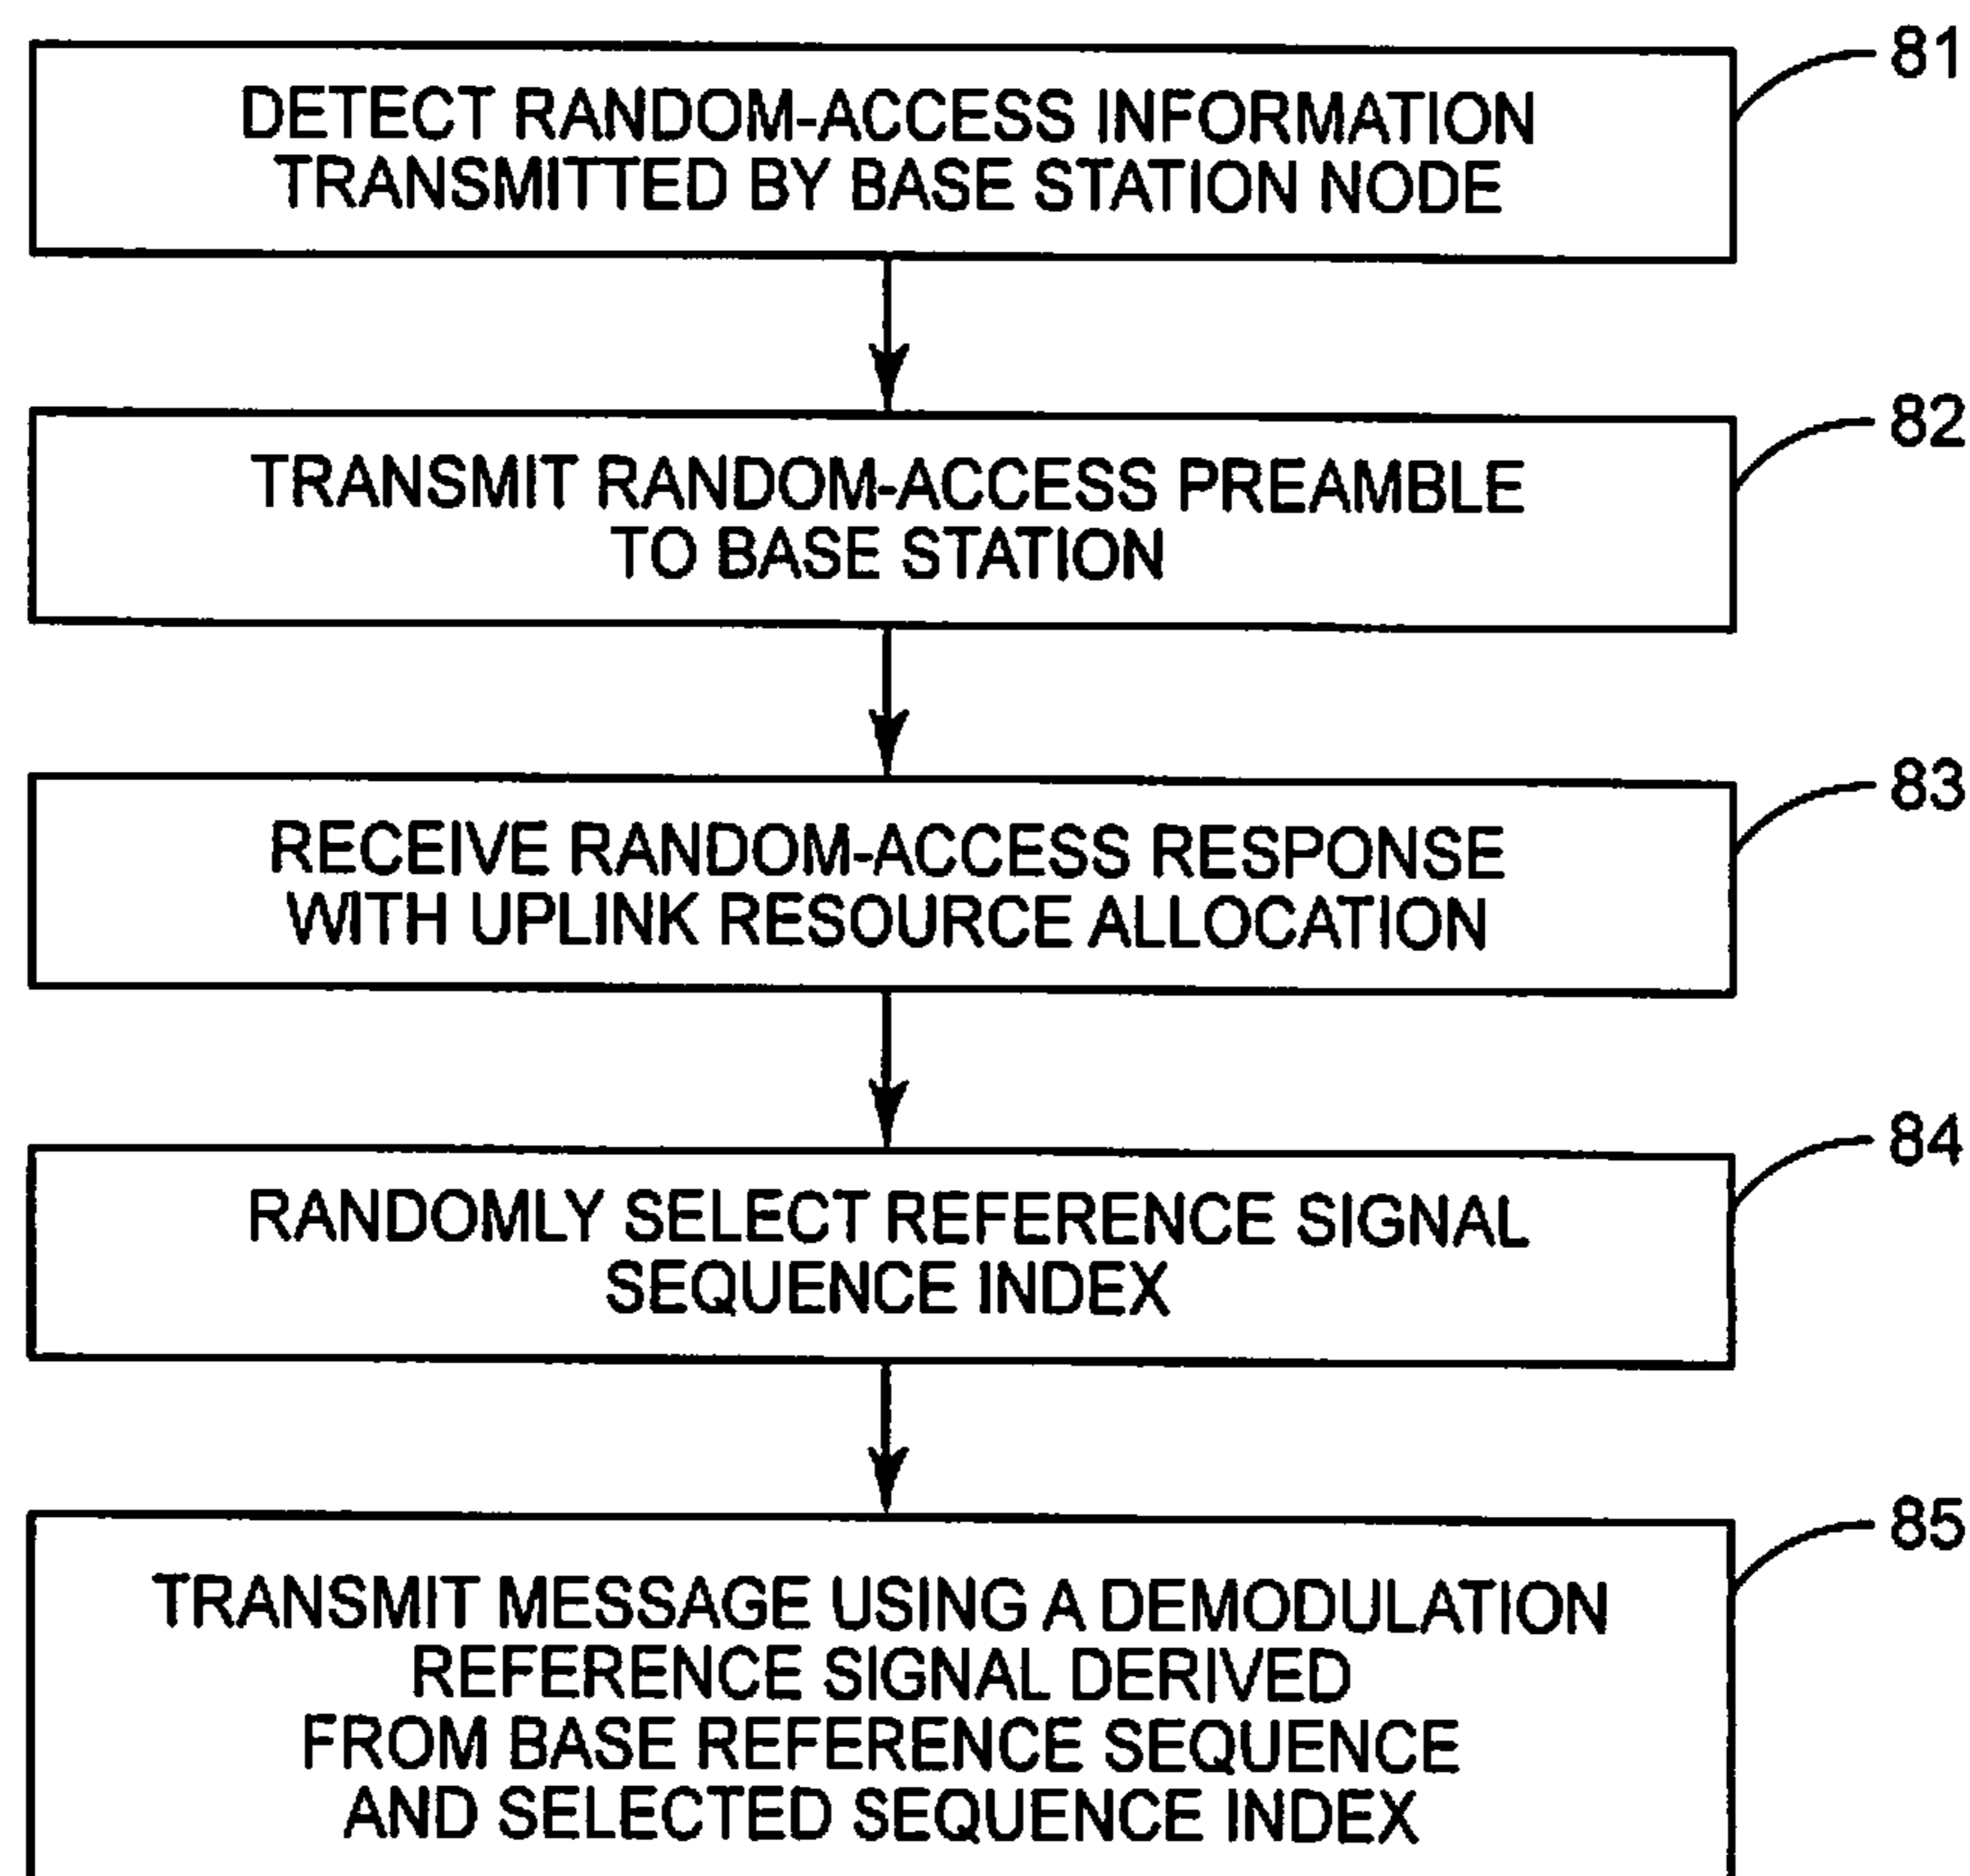 81
DETECT RANDOM-ACCESS INFORMATION
TRANSMITTED BY BASE STATION NODE
82
TRANSMIT RANDOM-ACCESS PREAMBLE
TO BASE STATION
83
RECEIVE RANDOM-ACCESS RESPONSE
WITH UPLINK RESOURCE ALLOCATION
84
RANDOMLY SELECT REFERENCE SIGNAL
SEQUENCE INDEX
85
TRANSMIT MESSAGE USING A DEMODULATION
REFERENCE SIGNAL DERIVED
FROM BASE REFERENCE SEQUENCE
AND SELECTED SEQUENCE INDEX